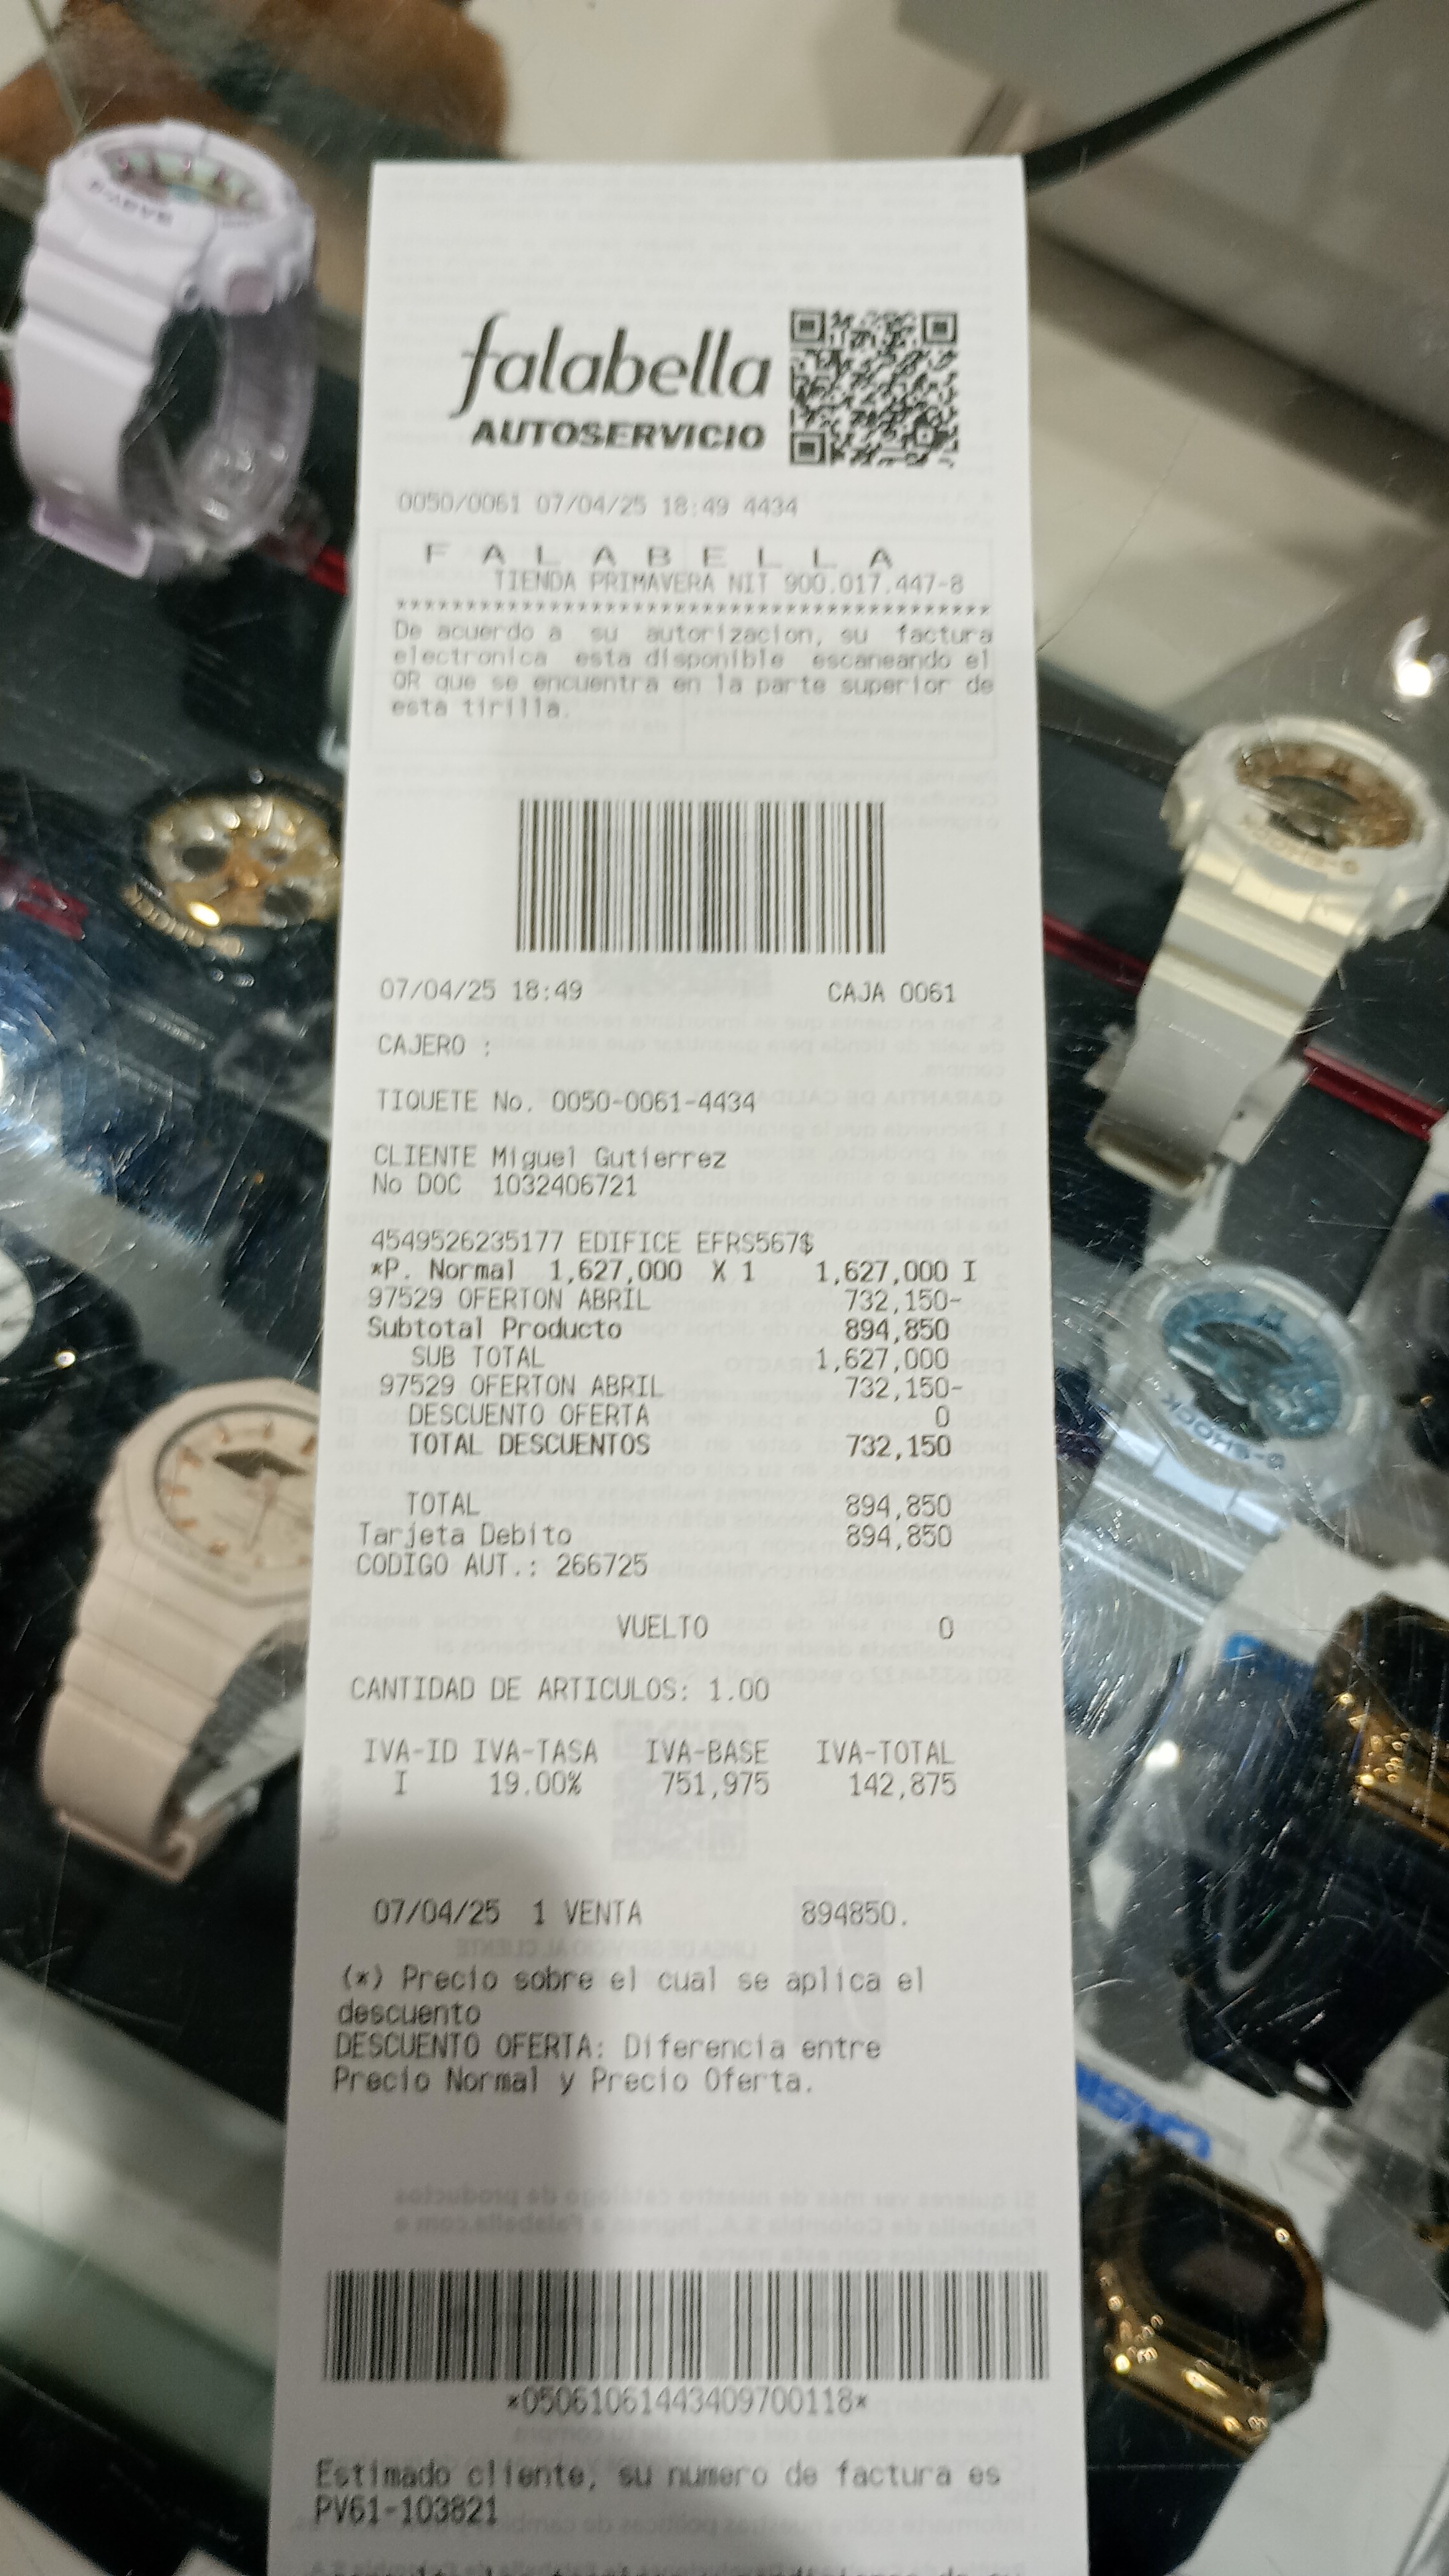 falabella
AUTOSERVICIO
0050/0061 07/04/25 18:49 4434
F A L A B E L L A
TIENDA PRIMAVERA NIT 900.017.447-8
*******************************************
De acuerdo a su autorizacion, su factura
electronica esta disponible escaneando el
QR que se encuentra en la parte superior de
esta tirilla.
07/04/25 18:49 CAJA 0061
CAJERO :
TIQUETE No. 0050-0061-4434
CLIENTE Miguel Gutierrez
No DOC 1032406721
4549526235177 EDIFICE EFRS567$
*P. Normal 1,627,000 X 1 1,627,000 I
97529 OFERTON ABRIL 732,150-
Subtotal Producto 894,850
SUB TOTAL 1,627,000
97529 OFERTON ABRIL 732,150-
DESCUENTO OFERTA 0
TOTAL DESCUENTOS 732,150
TOTAL 894,850
Tarjeta Debito 894,850
CODIGO AUT.: 266725
VUELTO 0
CANTIDAD DE ARTICULOS: 1.00
IVA-ID IVA-TASA IVA-BASE IVA-TOTAL
I 19.00% 751,975 142,875
07/04/25 1 VENTA 894850.
(*) Precio sobre el cual se aplica el
descuento
DESCUENTO OFERTA: Diferencia entre
Precio Normal y Precio Oferta.
*05061061443409700118*
Estimado cliente, su numero de factura es
PV61-103821
G-SHOCK
G-SHOCK
CASIO